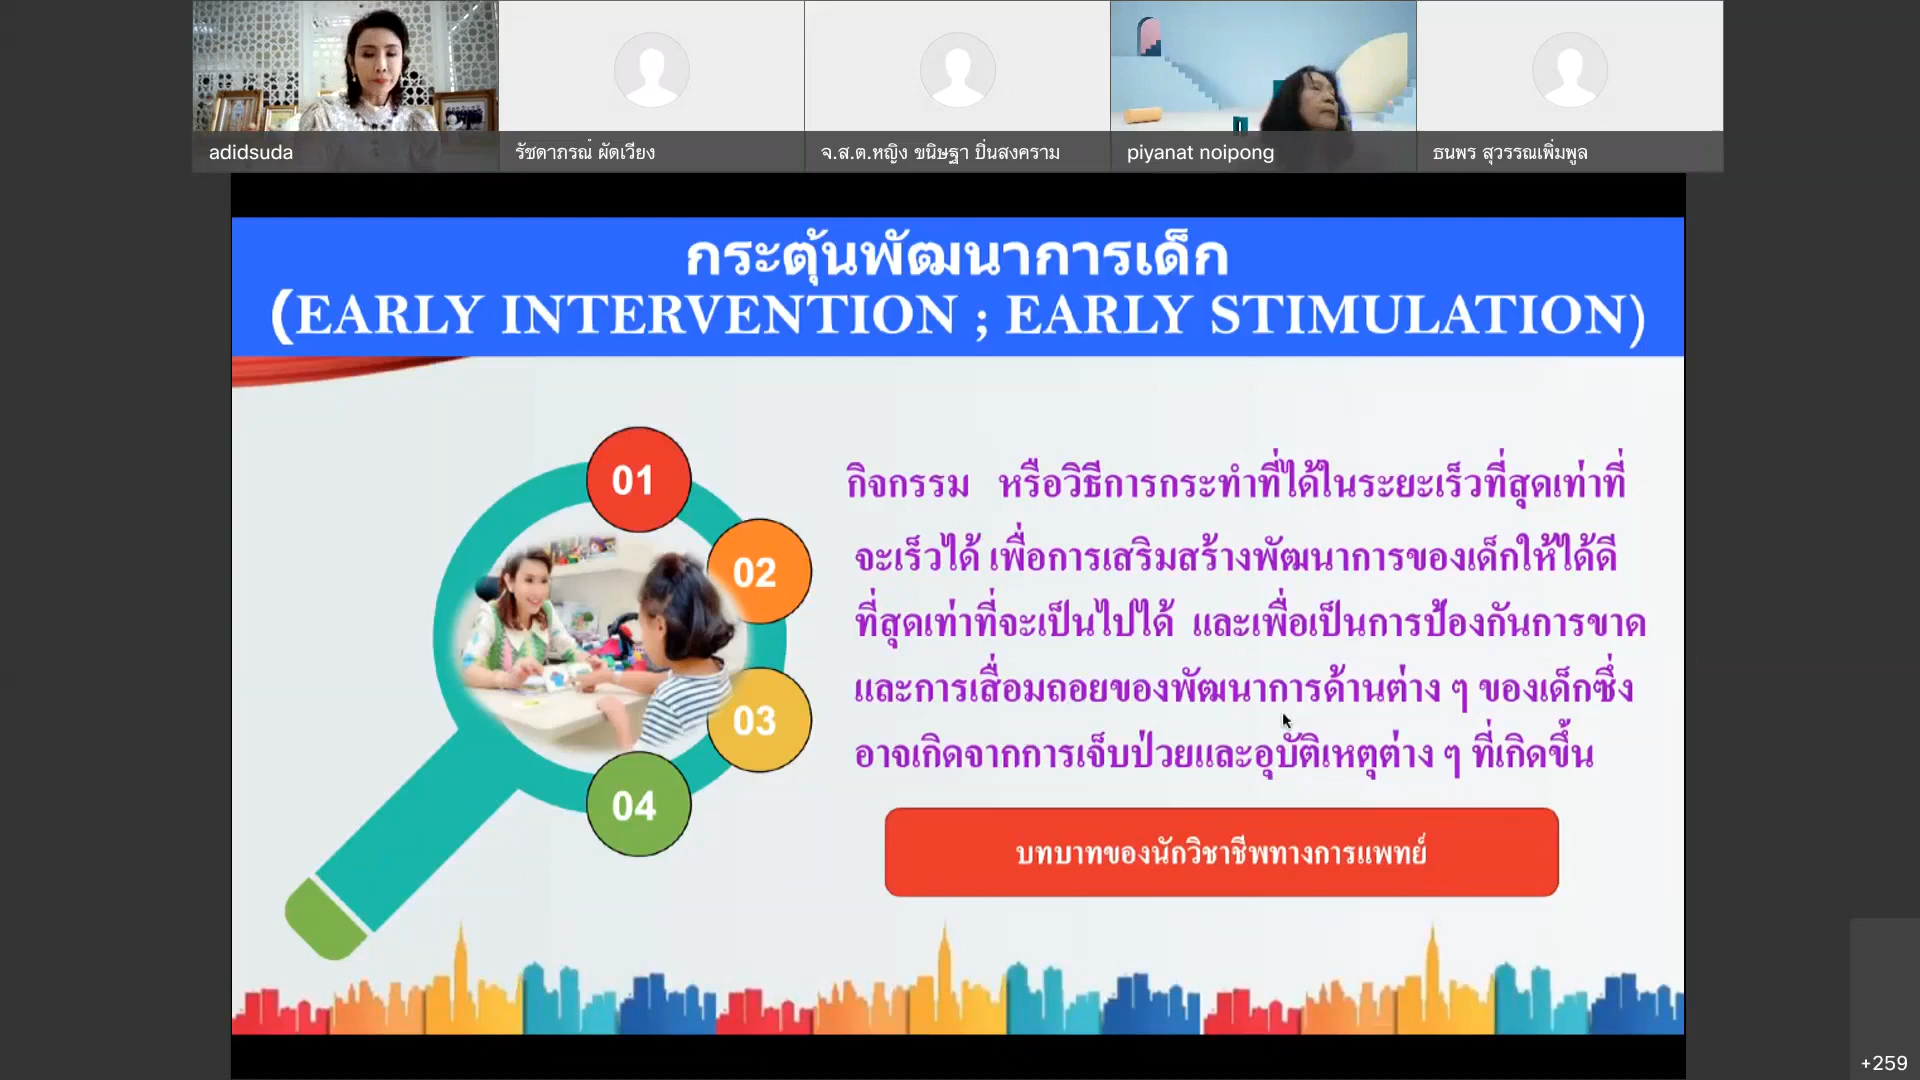 adidsuda
รัชดาภรณ์ ผัดเวียง
จ.ส.ต.หญิง ขนิษฐา ปิ่นสงคราม
piyanat noipong
ธนพร สุวรรณเพิ่มพูล
กระตุ้นพัฒนาการเด็ก
(EARLY INTERVENTION ; EARLY STIMULATION)
01
02
03
04
กิจกรรม หรือวิธีการกระทำที่ได้ในระยะเร็วที่สุดเท่าที่
จะเร็วได้ เพื่อการเสริมสร้างพัฒนาการของเด็กให้ได้ดี
ที่สุดเท่าที่จะเป็นไปได้ และเพื่อเป็นการป้องกันการขาด
และการเสื่อมถอยของพัฒนาการด้านต่าง ๆ ของเด็กซึ่ง
อาจเกิดจากการเจ็บป่วยและอุบัติเหตุต่าง ๆ ที่เกิดขึ้น
บทบาทของนักวิชาชีพทางการแพทย์
+259